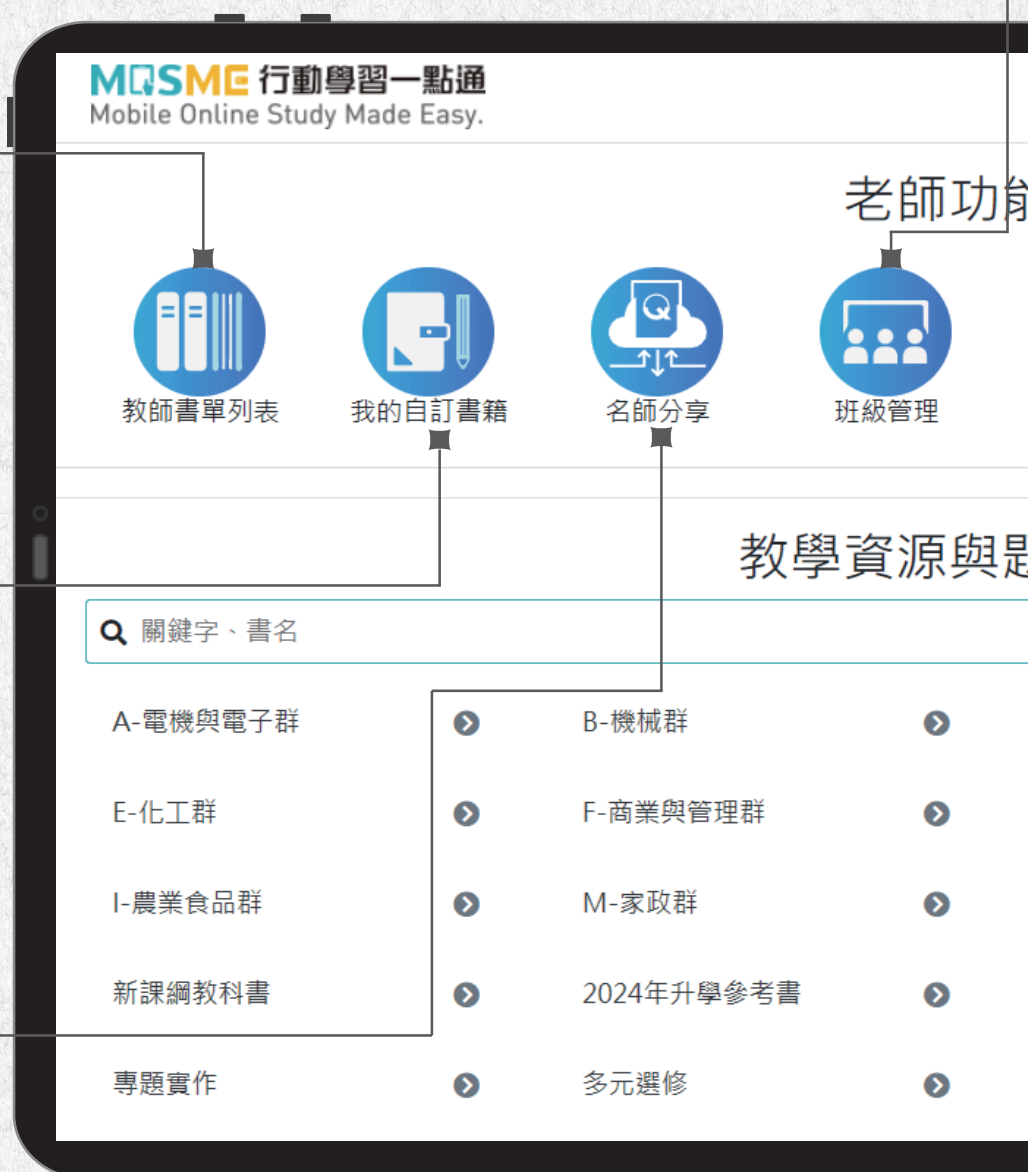 MOSME 行動學習一點通
Mobile Online Study Made Easy.
老師功能
教師書單列表
我的自訂書籍
名師分享
班級管理
教學資源與題
關鍵字、書名
A-電機與電子群
B-機械群
E-化工群
F-商業與管理群
I-農業食品群
M-家政群
新課綱教科書
2024年升學參考書
專題實作
多元選修